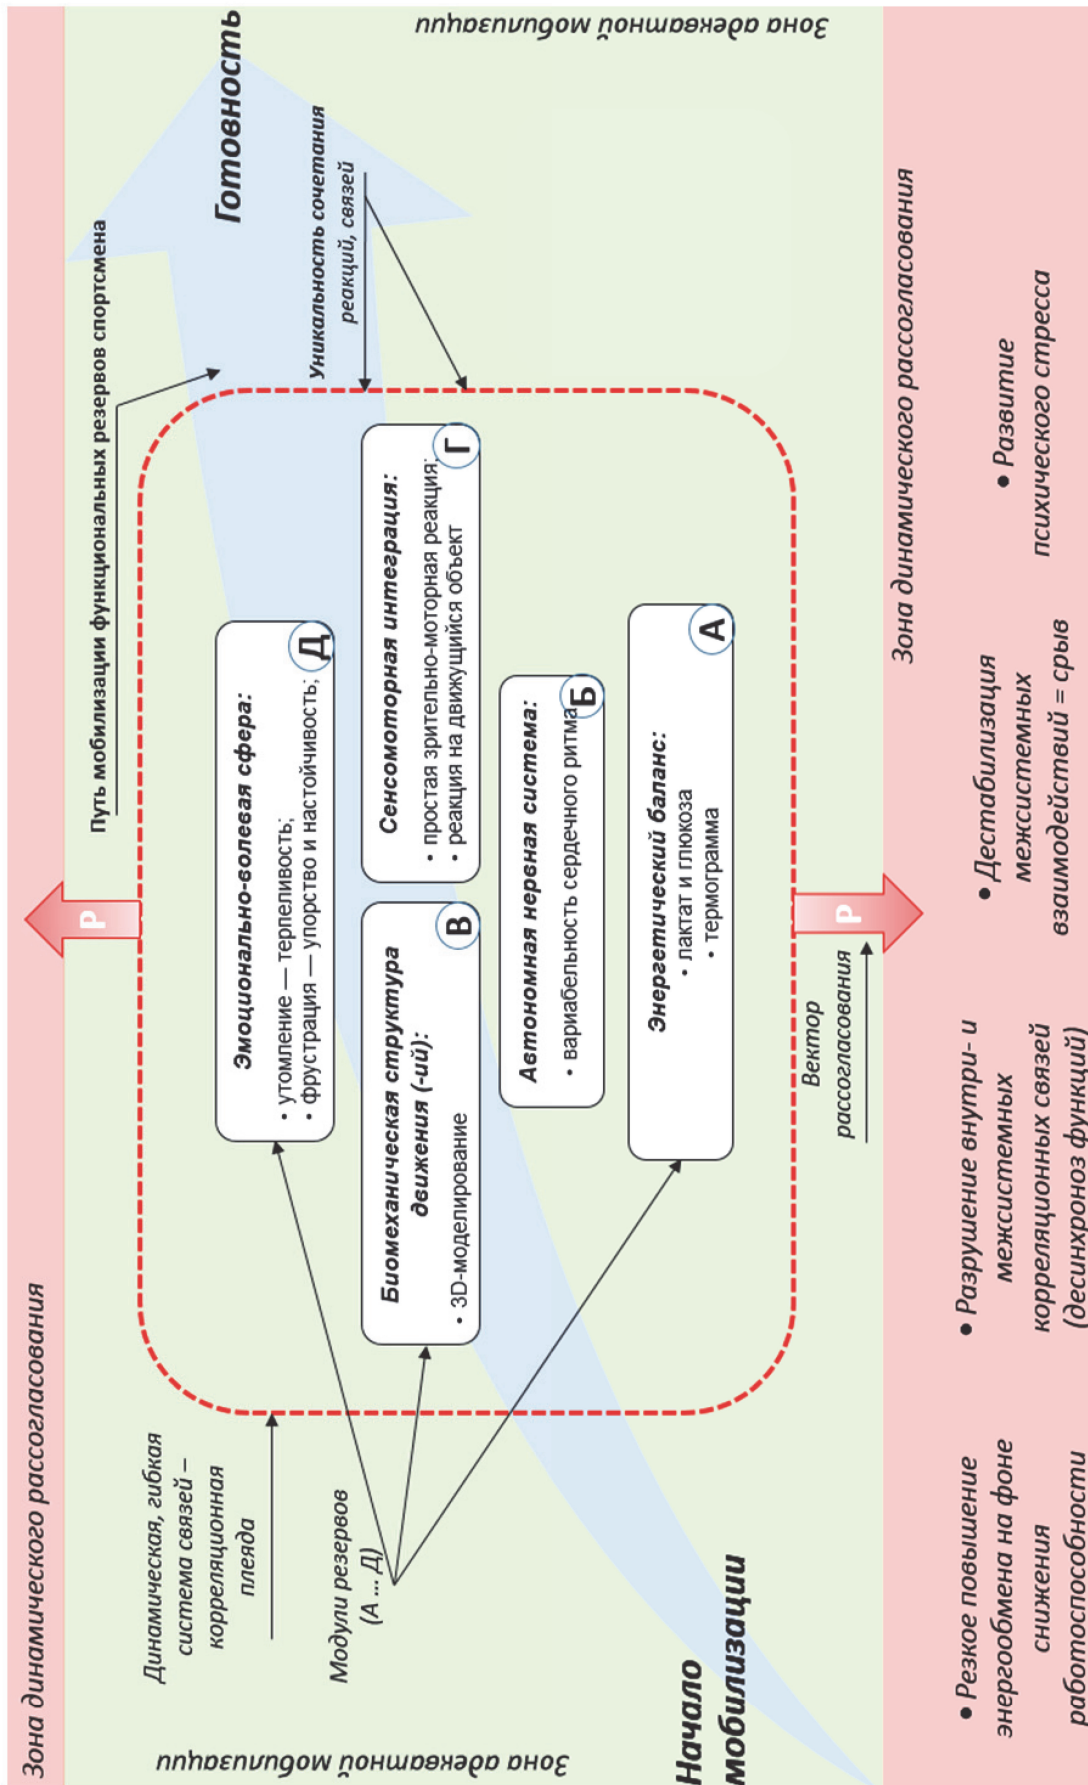 Зона динамического рассогласования
Р
Путь мобилизации функциональных резервов спортсмена
Готовность
Зона адекватной мобилизации
Динамическая, гибкая
система связей –
корреляционная
плеяда
Модули резервов
(А ... Д)
Уникальность сочетания
реакций, связей
Эмоционально-волевая сфера:
• утомление — терпеливость;
• фрустрация — упорство и настойчивость;
Д
Биомеханическая структура
движения (-ий):
• 3D-моделирование
В
Сенсомоторная интеграция:
• простая зрительно-моторная реакция;
• реакция на движущийся объект
Г
Автономная нервная система:
• вариабельность сердечного ритма
Б
Энергетический баланс:
• лактат и глюкоза
• термограмма
А
Зона адекватной мобилизации
Начало
мобилизации
Вектор
рассогласования
Р
Зона динамического рассогласования
• Резкое повышение
энергообмена на фоне
снижения
работоспособности
• Разрушение внутри- и
межсистемных
корреляционных связей
(десинхроноз функций)
• Дестабилизация
межсистемных
взаимодействий = срыв
• Развитие
психического стресса